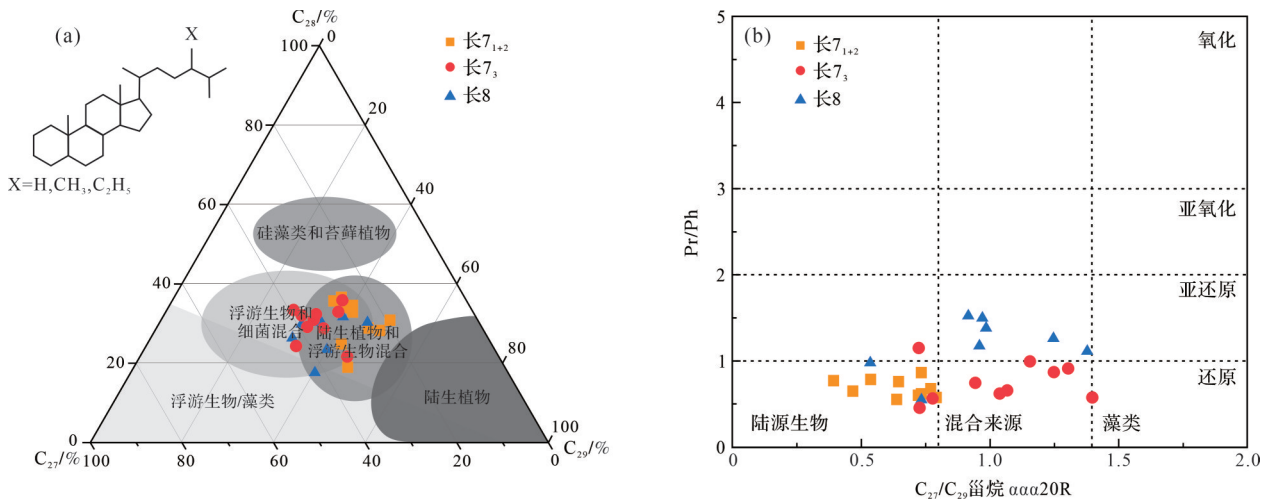 (a)
X
X=H,CH₃,C₂H₅
C₂₈/%
100 0
80 20
60 40
40 60
20 80
0 100
C₂₇/% 100 80 60 40 20 0 C₂₉/%
长7₁₊₂
长7₃
长8
硅藻类和苔藓植物
浮游生物和
细菌混合
陆生植物和
浮游生物混合
浮游生物/藻类
陆生植物
(b)
长7₁₊₂
长7₃
长8
氧化
亚氧化
亚还原
还原
陆源生物
混合来源
藻类
Pr/Ph
5
4
3
2
1
0
0 0.5 1.0 1.5 2.0
C₂₇/C₂₉甾烷 ααα20R